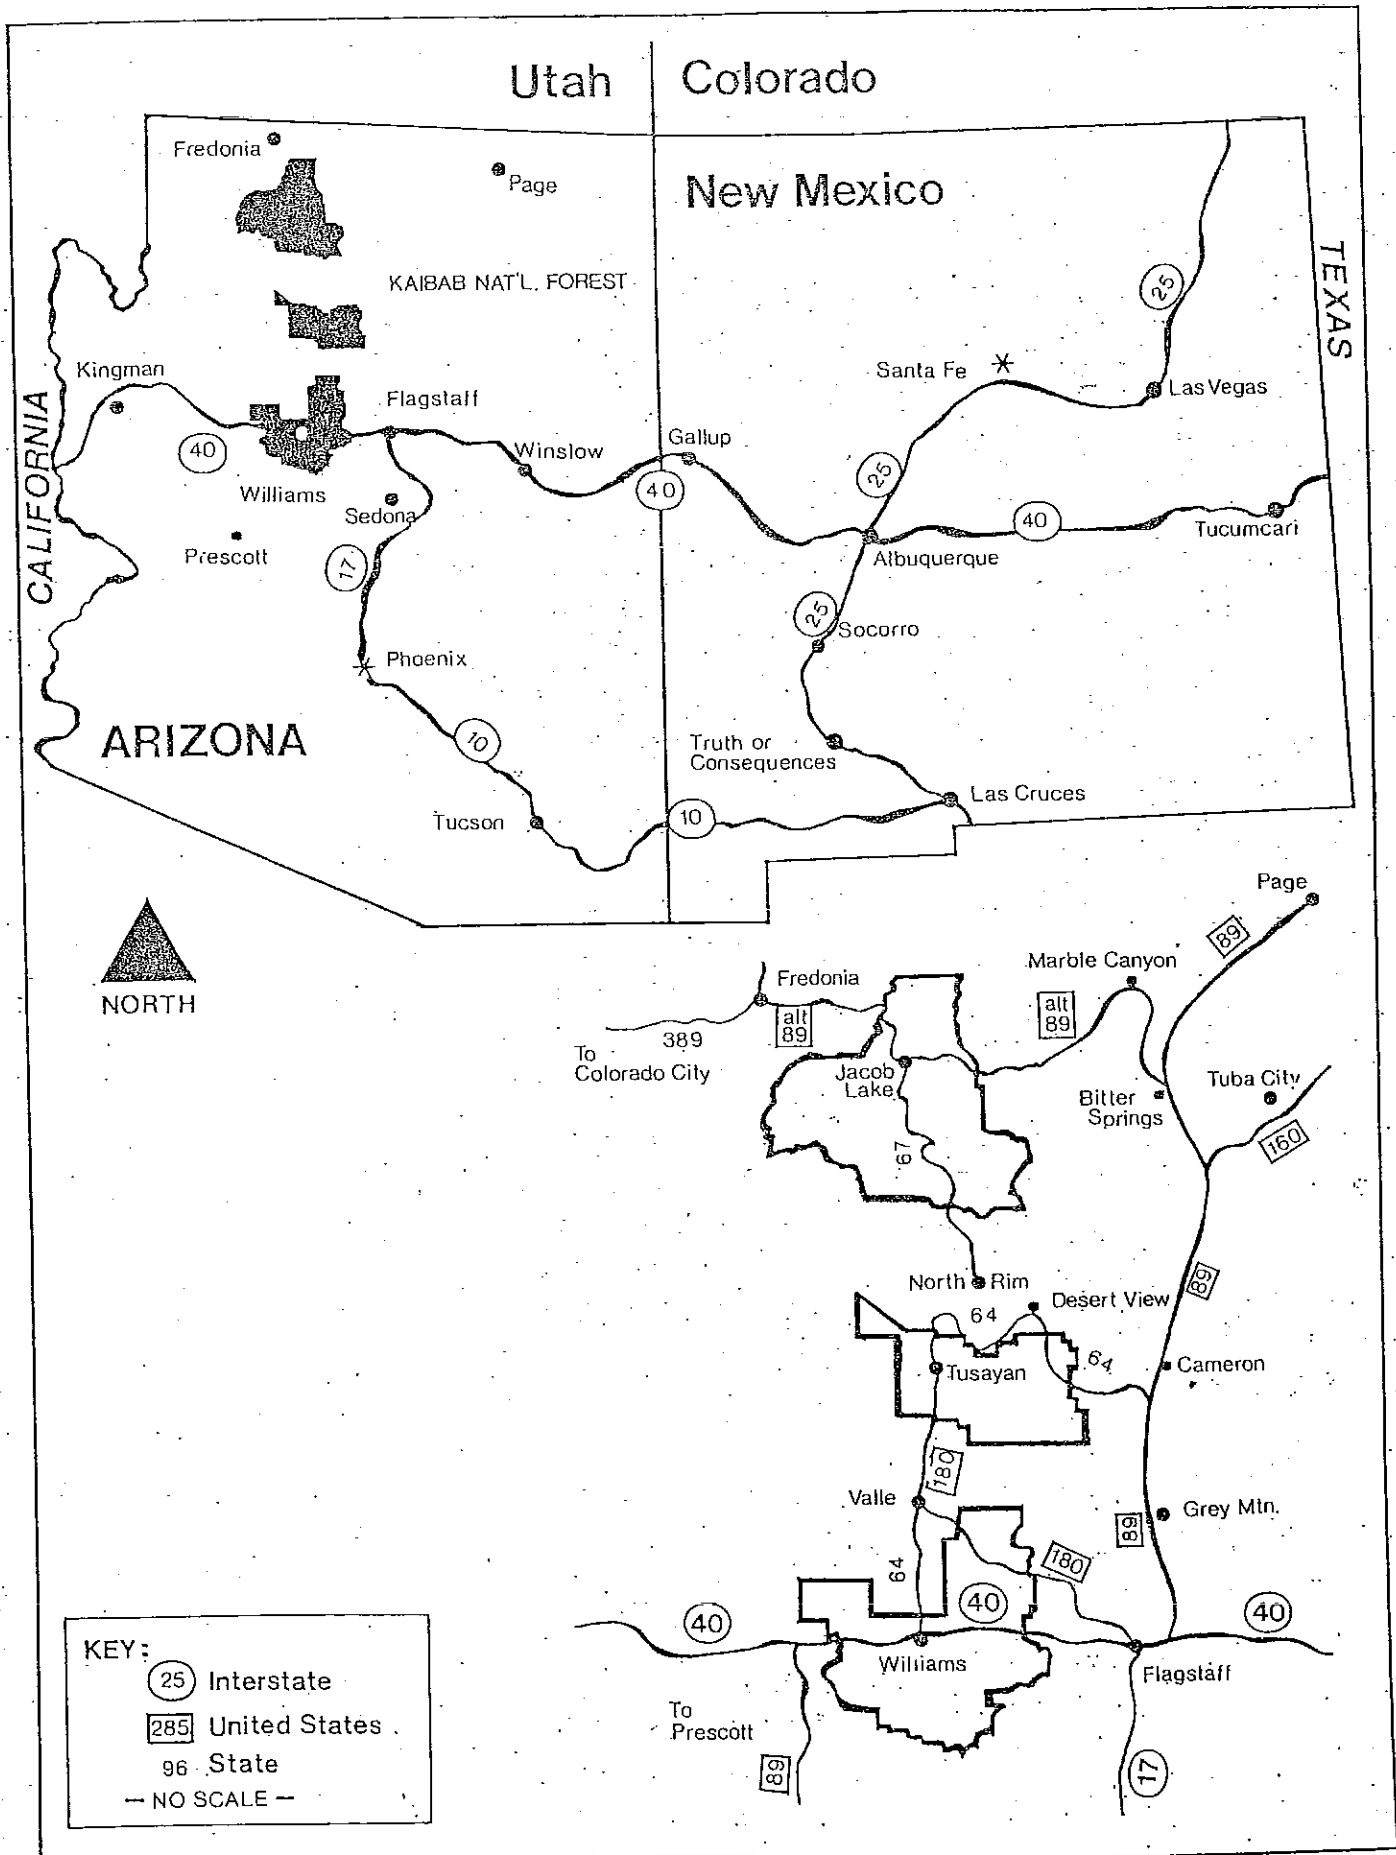 Utah
Colorado
Fredonia
Page
New Mexico
KAIBAB NAT'L. FOREST
TEXAS
25
Kingman
Santa Fe
Las Vegas
CALIFORNIA
Flagstaff
Gallup
40
Winslow
25
40
Williams
Sedona
40
Tucumcari
Prescott
17
Albuquerque
25
Socorro
Phoenix
ARIZONA
10
Truth or
Consequences
Las Cruces
Tucson
10
NORTH
Page
89
Marble Canyon
Fredonia
alt
89
alt
89
389
To
Colorado City
Jacob
Lake
Bitter
Springs
Tuba City
160
67
North Rim
89
64
Desert View
64
Cameron
Tusayan
180
Valle
Grey Mtn.
89
180
64
40
40
40
Williams
Flagstaff
To
Prescott
89
17
KEY:
25 Interstate
285 United States
96 State
— NO SCALE —